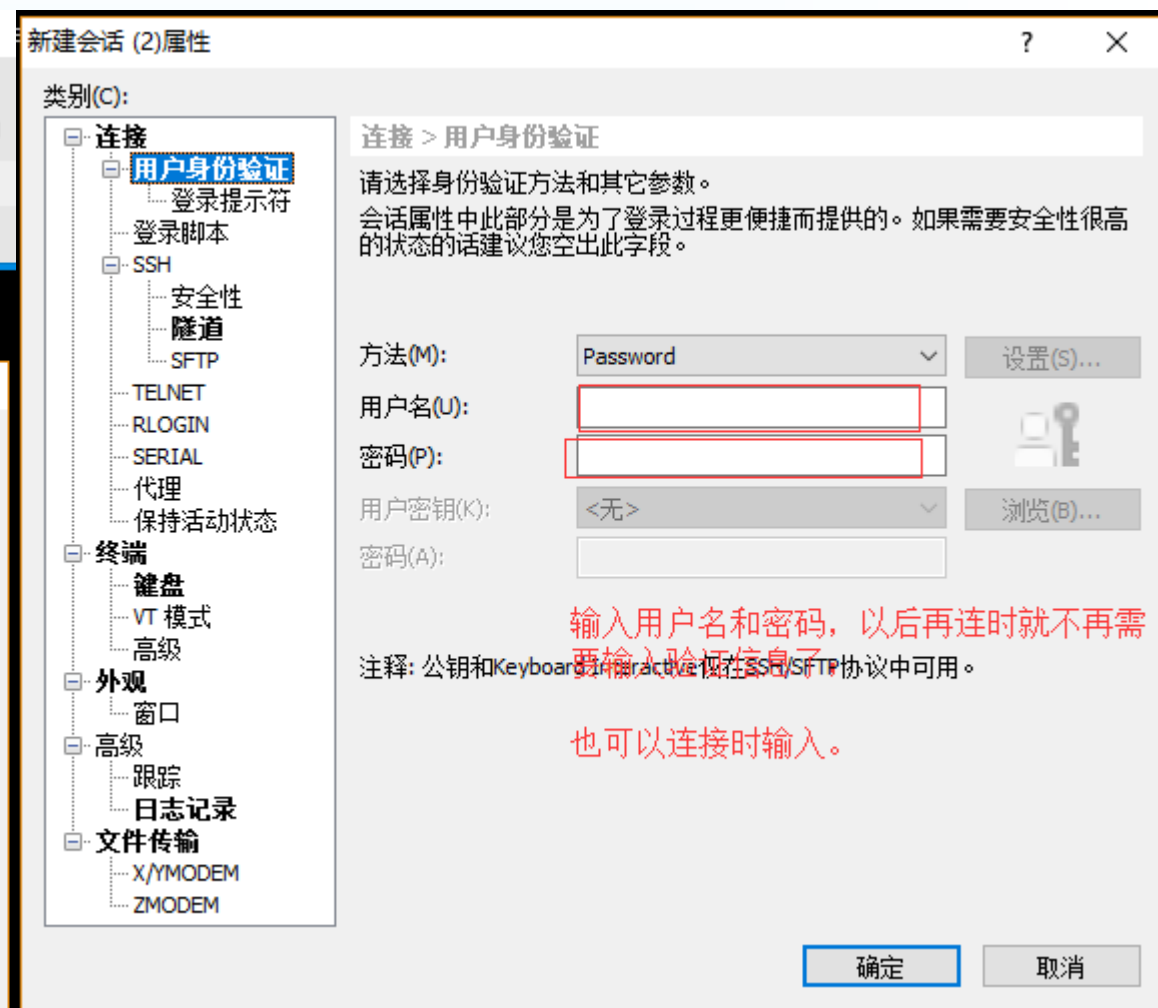 新建会话 (2)属性
?
类别(C):
连接
用户身份验证
登录提示符
登录脚本
SSH
安全性
隧道
SFTP
TELNET
RLOGIN
SERIAL
代理
保持活动状态
终端
键盘
VT 模式
高级
外观
窗口
高级
跟踪
日志记录
文件传输
X/YMODEM
ZMODEM
连接 > 用户身份验证
请选择身份验证方法和其它参数。
会话属性中此部分是为了登录过程更便捷而提供的。如果需要安全性很高
的状态的话建议您空出此字段。
方法(M):
Password
设置(S)...
用户名(U):
密码(P):
用户密钥(K):
<无>
浏览(B)...
密码(A):
输入用户名和密码，以后再连时就不再需
要输入验证信息了。
注释: 公钥和Keyboard Interactive仅在SSH/SFTP协议中可用。
也可以连接时输入。
确定
取消